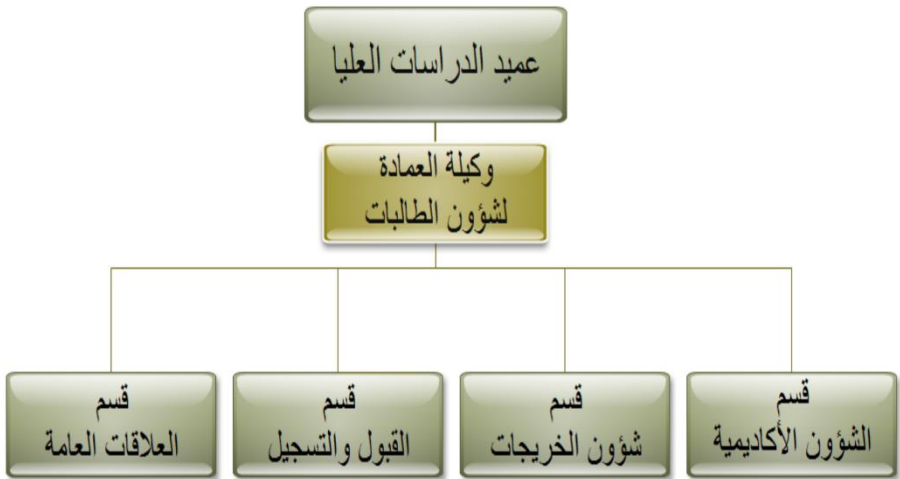 عميد الدراسات العليا
وكيلة العمادة
لشؤون الطالبات
قسم
الشؤون الأكاديمية
قسم
شؤون الخريجات
قسم
القبول والتسجيل
قسم
العلاقات العامة